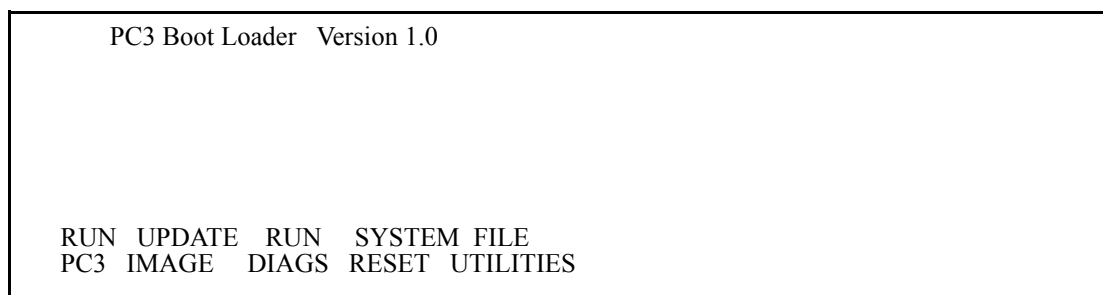 PC3 Boot Loader Version 1.0
RUN UPDATE RUN SYSTEM FILE
PC3 IMAGE DIAGS RESET UTILITIES